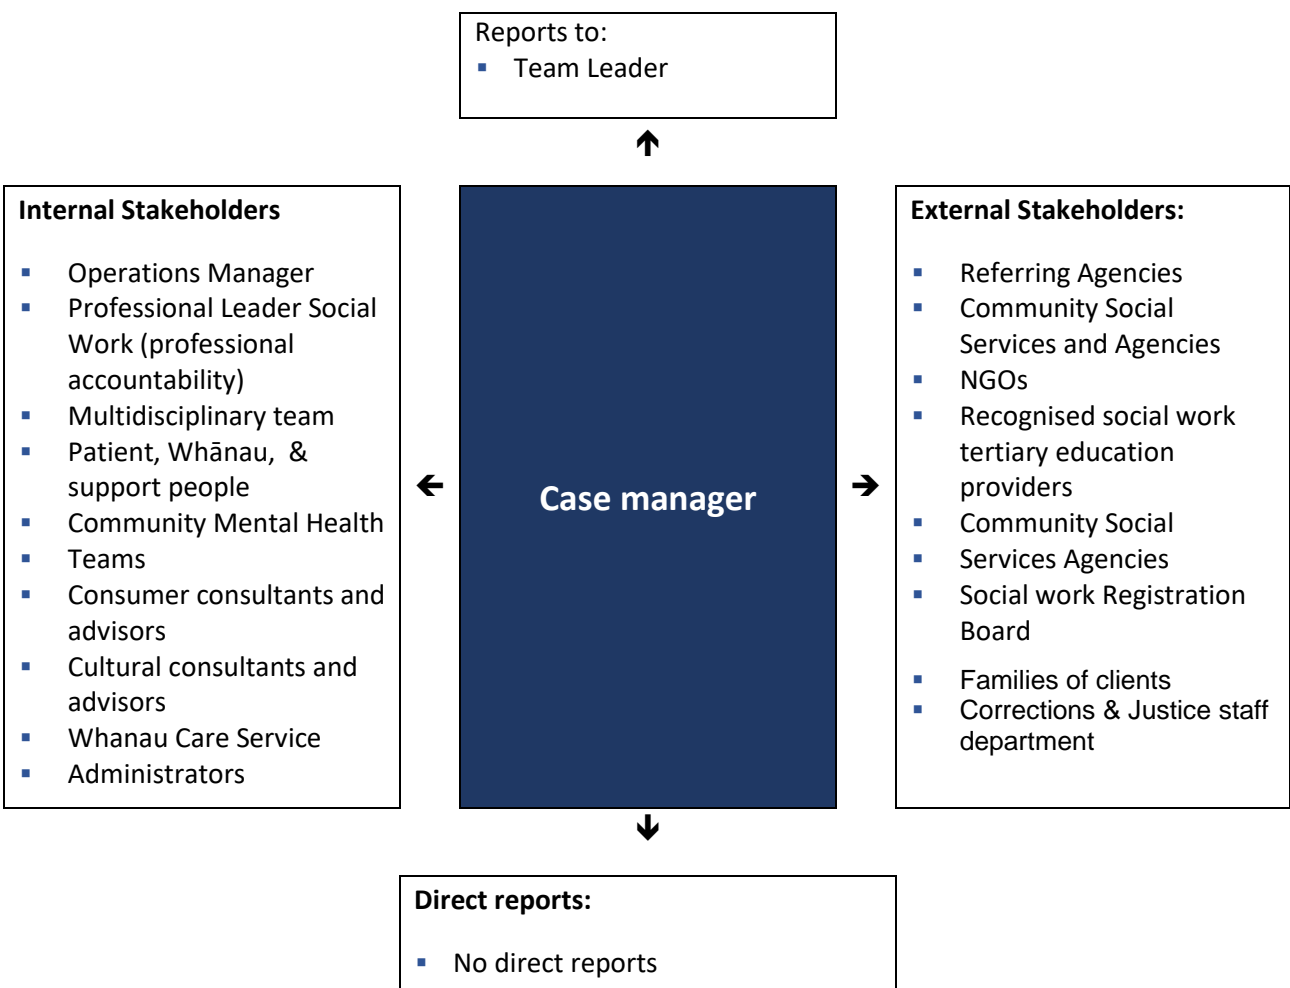 Reports to:
▪ Team Leader
🡹
Internal Stakeholders
▪ Operations Manager
▪ Professional Leader Social
Work (professional
accountability)
▪ Multidisciplinary team
▪ Patient, Whānau, &
support people
▪ Community Mental Health
▪ Teams
▪ Consumer consultants and
advisors
▪ Cultural consultants and
advisors
▪ Whanau Care Service
▪ Administrators
🡸
Case manager
🡺
External Stakeholders:
▪ Referring Agencies
▪ Community Social
Services and Agencies
▪ NGOs
▪ Recognised social work
tertiary education
providers
▪ Community Social
▪ Services Agencies
▪ Social work Registration
Board
▪ Families of clients
▪ Corrections & Justice staff
department
🡻
Direct reports:
▪ No direct reports